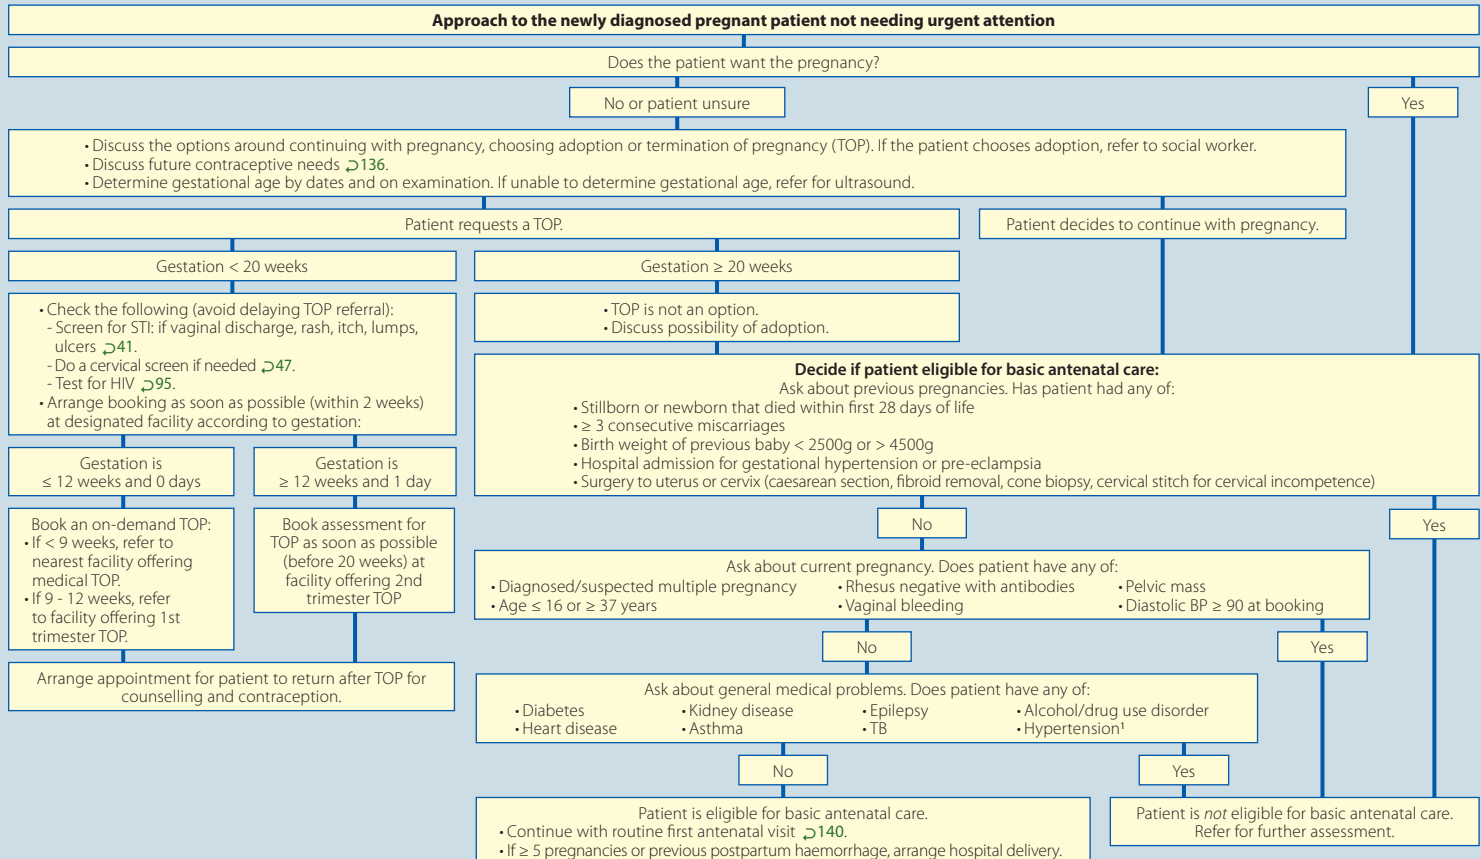 Approach to the newly diagnosed pregnant patient not needing urgent attention
Does the patient want the pregnancy?
No or patient unsure
Yes
• Discuss the options around continuing with pregnancy, choosing adoption or termination of pregnancy (TOP). If the patient chooses adoption, refer to social worker.
• Discuss future contraceptive needs ⮌136.
• Determine gestational age by dates and on examination. If unable to determine gestational age, refer for ultrasound.
Patient requests a TOP.
Patient decides to continue with pregnancy.
Gestation < 20 weeks
Gestation ≥ 20 weeks
• Check the following (avoid delaying TOP referral):
- Screen for STI: if vaginal discharge, rash, itch, lumps,
ulcers ⮌41.
- Do a cervical screen if needed ⮌47.
- Test for HIV ⮌95.
• Arrange booking as soon as possible (within 2 weeks)
at designated facility according to gestation:
• TOP is not an option.
• Discuss possibility of adoption.
Gestation is
≤ 12 weeks and 0 days
Gestation is
≥ 12 weeks and 1 day
Book an on-demand TOP:
• If < 9 weeks, refer to
nearest facility offering
medical TOP.
• If 9 - 12 weeks, refer
to facility offering 1st
trimester TOP.
Book assessment for
TOP as soon as possible
(before 20 weeks) at
facility offering 2nd
trimester TOP
Arrange appointment for patient to return after TOP for
counselling and contraception.
Decide if patient eligible for basic antenatal care:
Ask about previous pregnancies. Has patient had any of:
• Stillborn or newborn that died within first 28 days of life
• ≥ 3 consecutive miscarriages
• Birth weight of previous baby < 2500g or > 4500g
• Hospital admission for gestational hypertension or pre-eclampsia
• Surgery to uterus or cervix (caesarean section, fibroid removal, cone biopsy, cervical stitch for cervical incompetence)
No
Yes
Ask about current pregnancy. Does patient have any of:
• Diagnosed/suspected multiple pregnancy • Rhesus negative with antibodies • Pelvic mass
• Age ≤ 16 or ≥ 37 years • Vaginal bleeding • Diastolic BP ≥ 90 at booking
No
Yes
Ask about general medical problems. Does patient have any of:
• Diabetes • Kidney disease • Epilepsy • Alcohol/drug use disorder
• Heart disease • Asthma • TB • Hypertension¹
No
Yes
Patient is eligible for basic antenatal care.
• Continue with routine first antenatal visit ⮌140.
• If ≥ 5 pregnancies or previous postpartum haemorrhage, arrange hospital delivery.
Patient is not eligible for basic antenatal care.
Refer for further assessment.